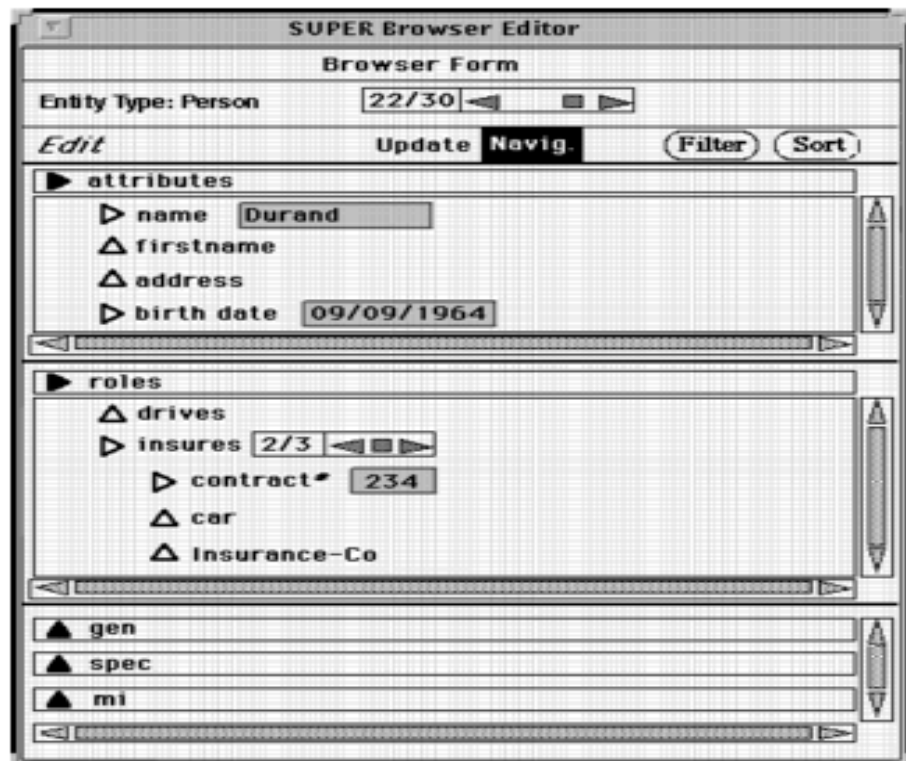 SUPER Browser Editor
Browser Form
Entity Type: Person 22/30
Edit Update Navig. Filter Sort
attributes
name Durand
firstname
address
birth date 09/09/1964
roles
drives
insures 2/3
contract# 234
car
Insurance-Co
gen
spec
mi